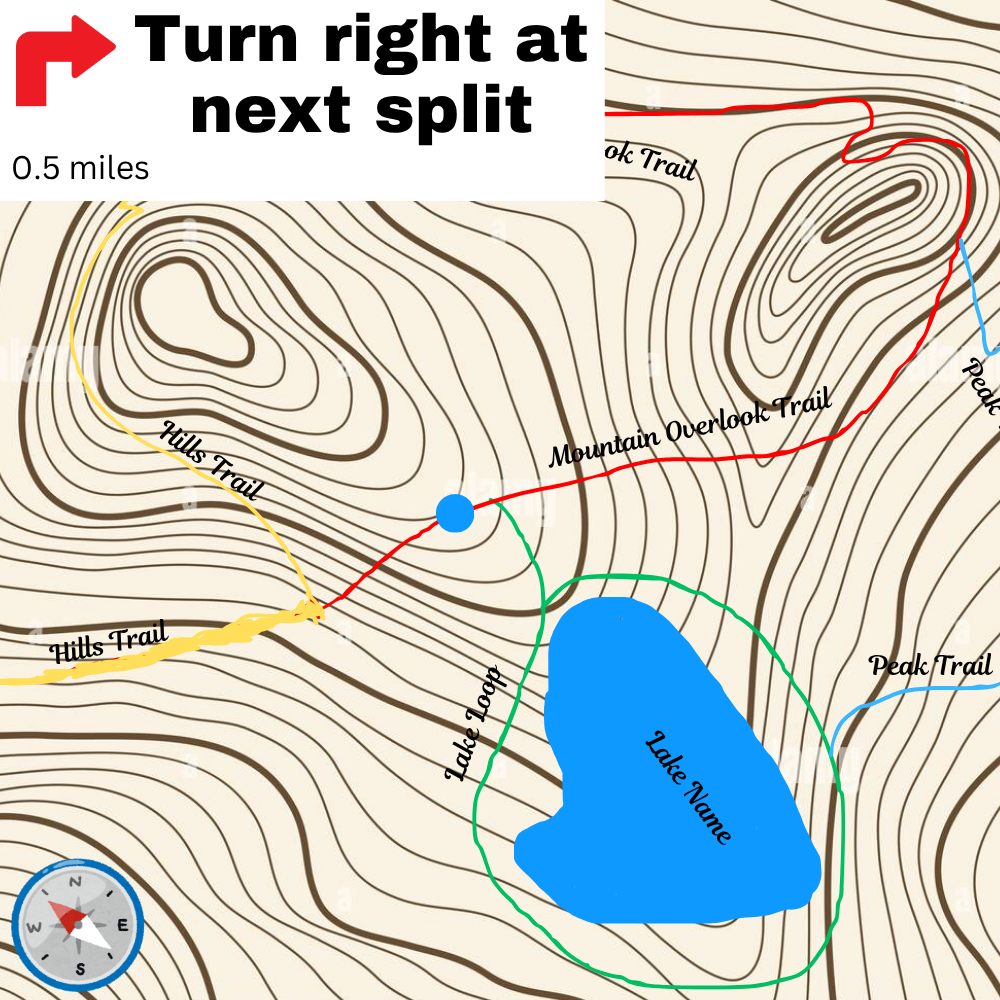 Turn right at
next split
0.5 miles
ok Trail
Hills Trail
Mountain Overlook Trail
Peak
Hills Trail
Lake Loop
Lake Name
Peak Trail
N
W E
S
alamy
a